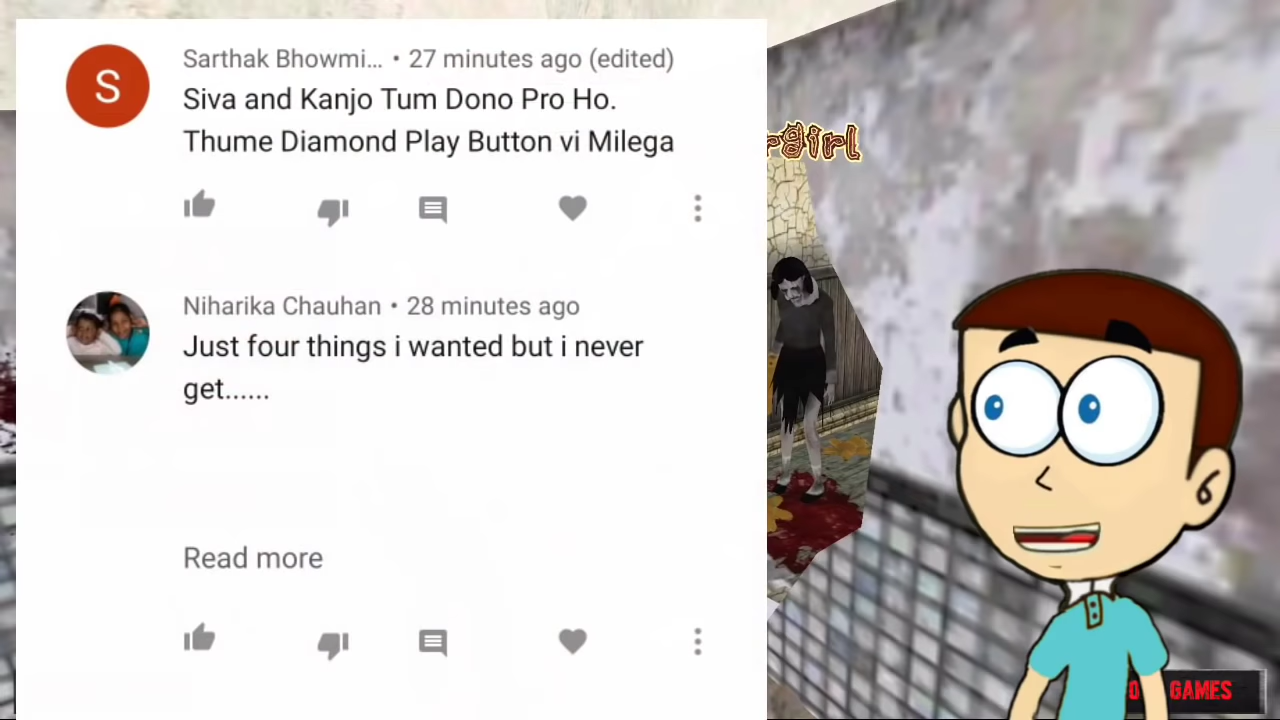 S
Sarthak Bhowmi... • 27 minutes ago (edited)
Siva and Kanjo Tum Dono Pro Ho.
Thume Diamond Play Button vi Milega
Niharika Chauhan • 28 minutes ago
Just four things i wanted but i never
get......
Read more
GAMES